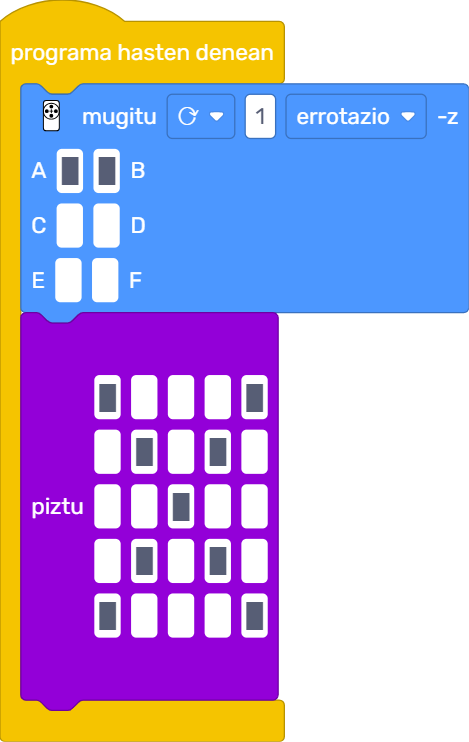 programa hasten denean
mugitu 1 errotazio -z
A B
C D
E F
piztu